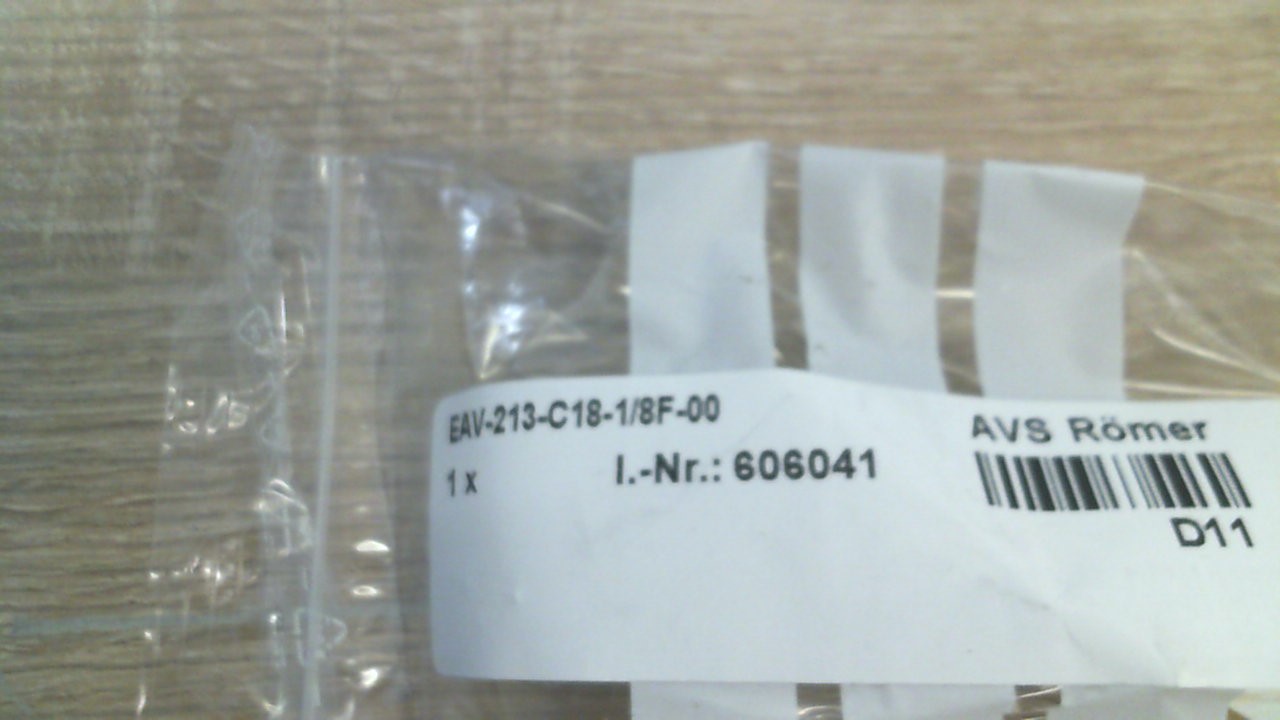 EAV-213-C18-1/8F-00
AVS Römer
1 x I.-Nr.: 606041
D11